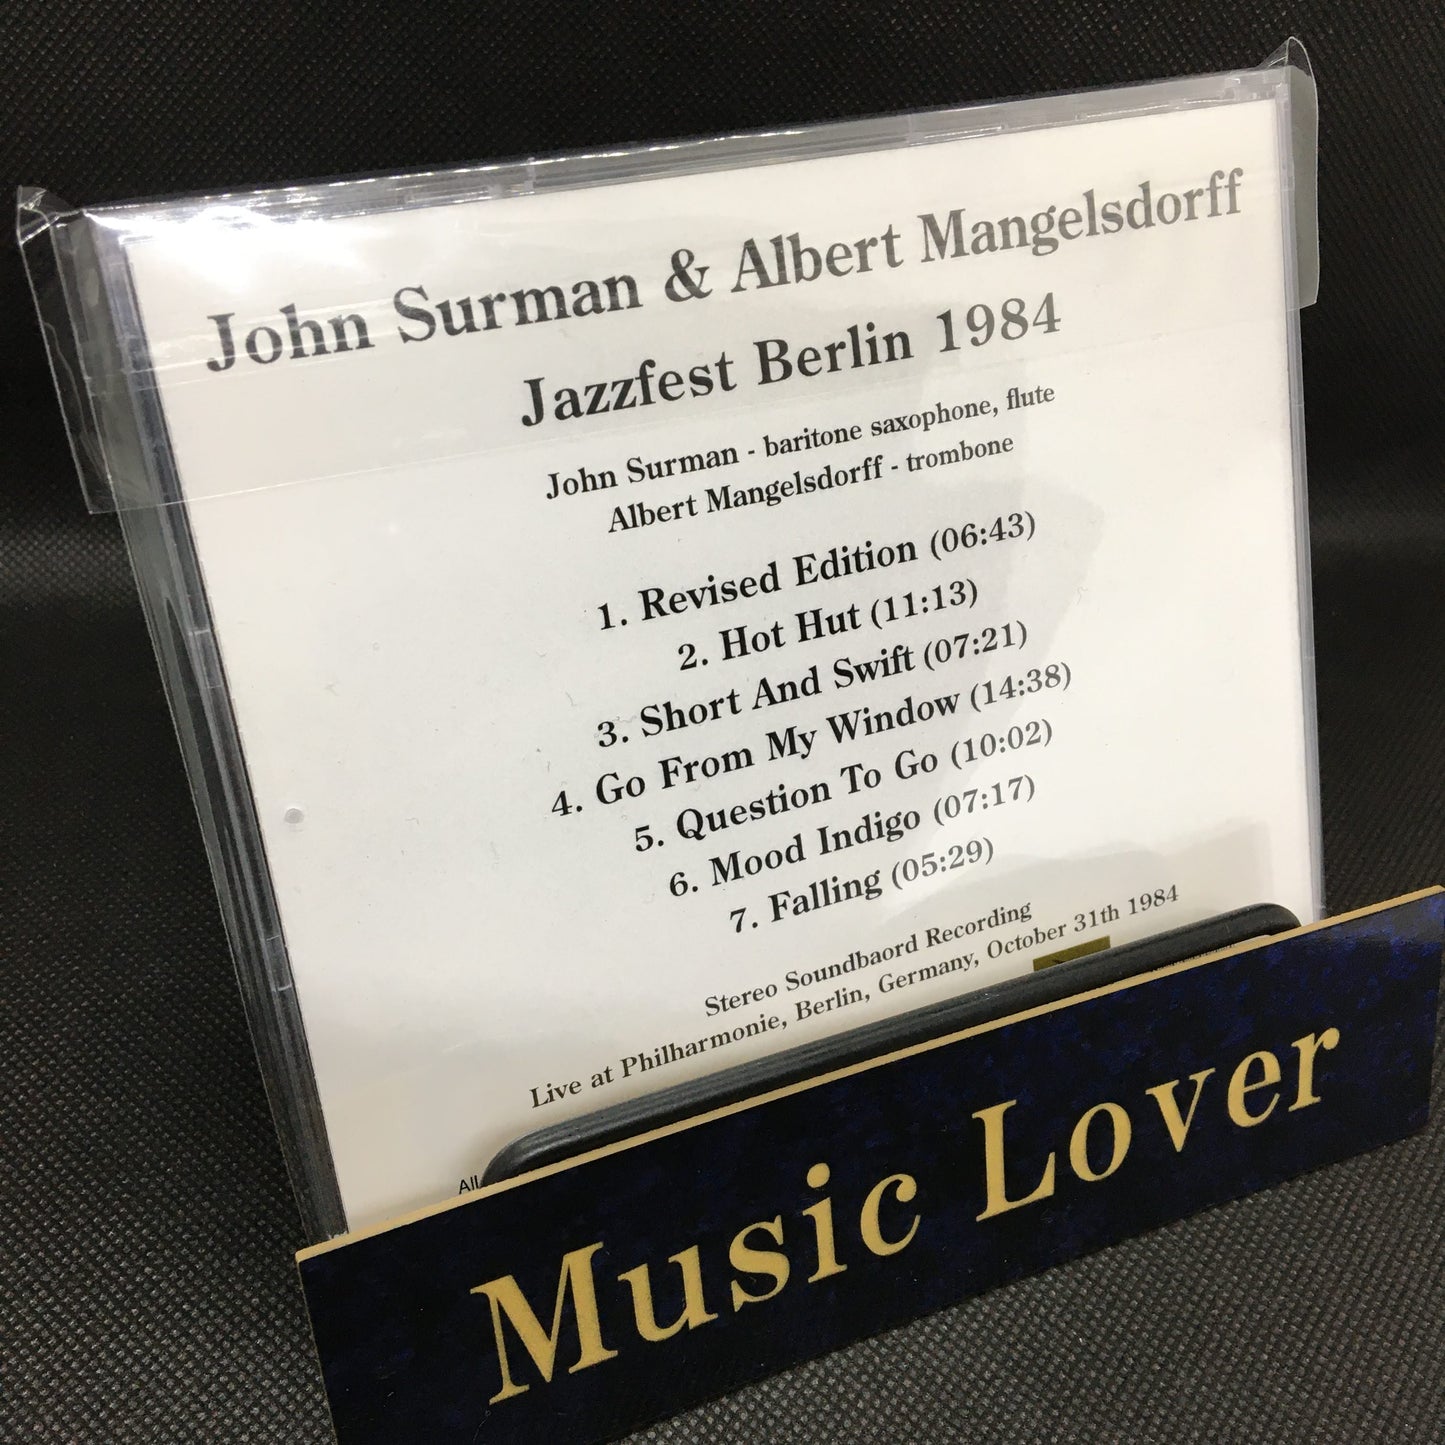 John Surman & Albert Mangelsdorff
Jazzfest Berlin 1984
John Surman - baritone saxophone, flute
Albert Mangelsdorff - trombone
1. Revised Edition (06:43)
2. Hot Hut (11:13)
3. Short And Swift (07:21)
4. Go From My Window (14:38)
5. Question To Go (10:02)
6. Mood Indigo (07:17)
7. Falling (05:29)
Stereo Soundbaord Recording
Live at Philharmonie, Berlin, Germany, October 31th 1984
All
Music Lover